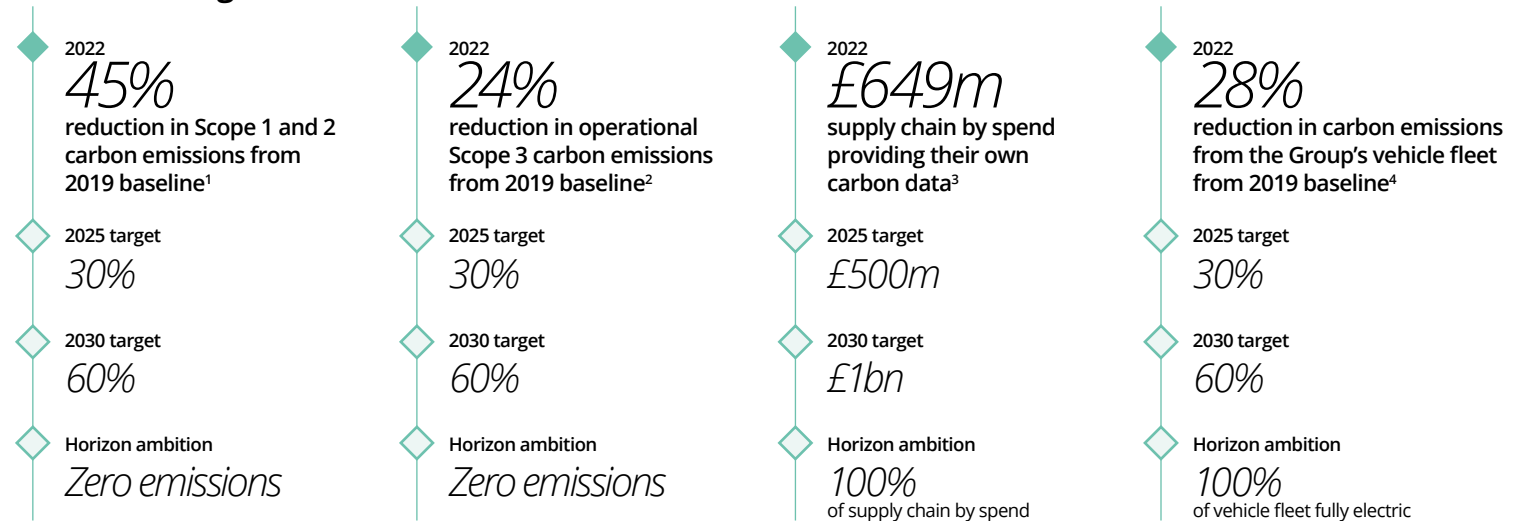 2022
45%
reduction in Scope 1 and 2
carbon emissions from
2019 baseline¹
2025 target
30%
2030 target
60%
Horizon ambition
Zero emissions
2022
24%
reduction in operational
Scope 3 carbon emissions
from 2019 baseline²
2025 target
30%
2030 target
60%
Horizon ambition
Zero emissions
2022
£649m
supply chain by spend
providing their own
carbon data³
2025 target
£500m
2030 target
£1bn
Horizon ambition
100%
of supply chain by spend
2022
28%
reduction in carbon emissions
from the Group's vehicle fleet
from 2019 baseline⁴
2025 target
30%
2030 target
60%
Horizon ambition
100%
of vehicle fleet fully electric